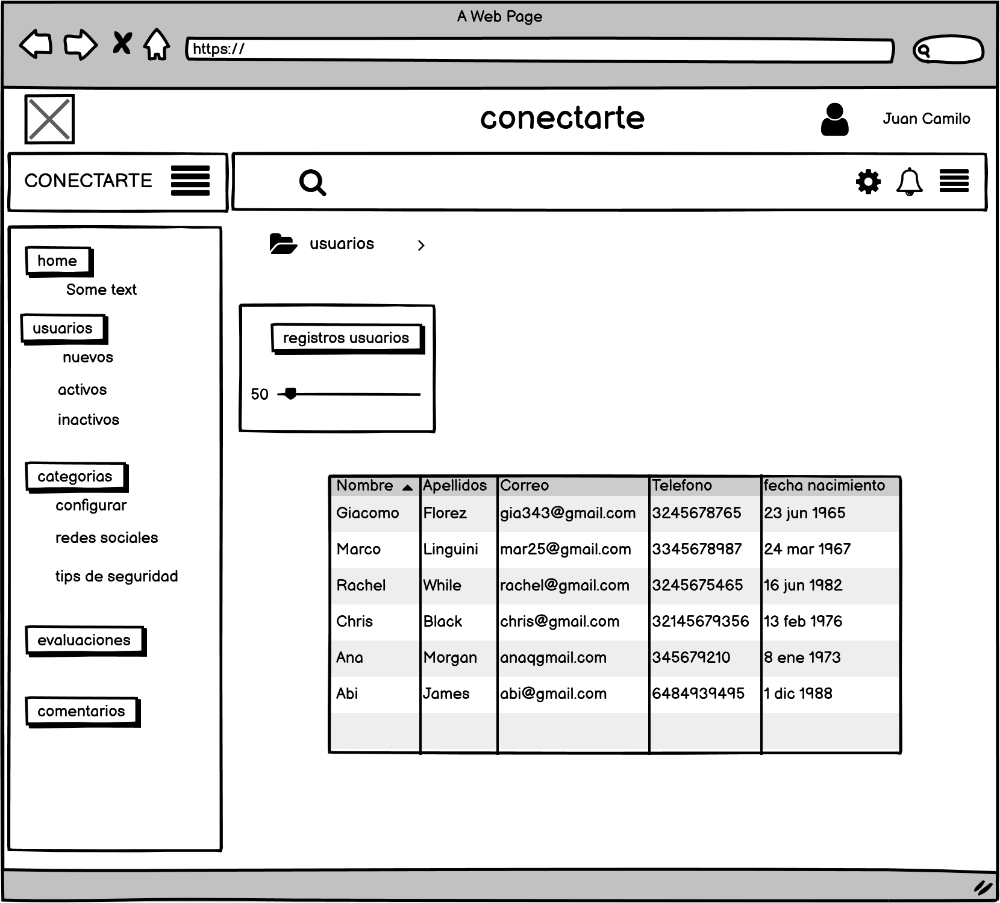 A Web Page
https://
conectarte
Juan Camilo
CONECTARTE
usuarios
home
Some text
usuarios
nuevos
activos
inactivos
categorias
configurar
redes sociales
tips de seguridad
evaluaciones
comentarios
registros usuarios
50
Nombre Apellidos Correo Telefono fecha nacimiento
Giacomo Florez gia343@gmail.com 3245678765 23 jun 1965
Marco Linguini mar25@gmail.com 3345678987 24 mar 1967
Rachel While rachel@gmail.com 3245675465 16 jun 1982
Chris Black chris@gmail.com 32145679356 13 feb 1976
Ana Morgan anaqgmail.com 345679210 8 ene 1973
Abi James abi@gmail.com 6484939495 1 dic 1988